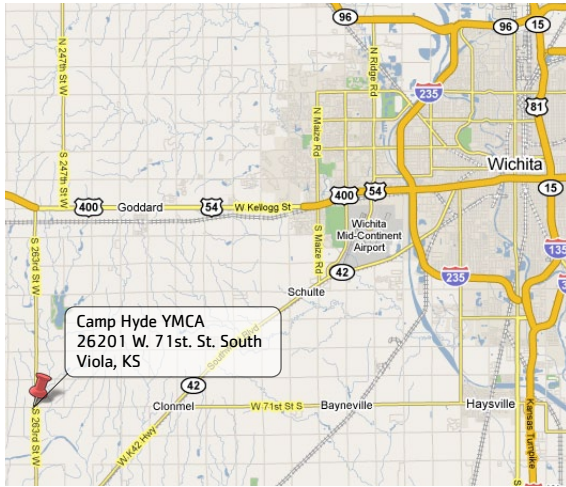 96
96
15
N 247th St W
N Ridge Rd
235
81
N Maize Rd
S 247th St W
Wichita
400
Goddard
54
W Kellogg St
400
54
15
S 263rd St W
S Maize Rd
Wichita
Mid-Continent
Airport
135
42
235
Schulte
Camp Hyde YMCA
26201 W. 71st. St. South
Viola, KS
42
Clonmel
W 71st St S
Bayneville
Haysville
S 263rd St W
W K42 Hwy
Kansas Turnpike